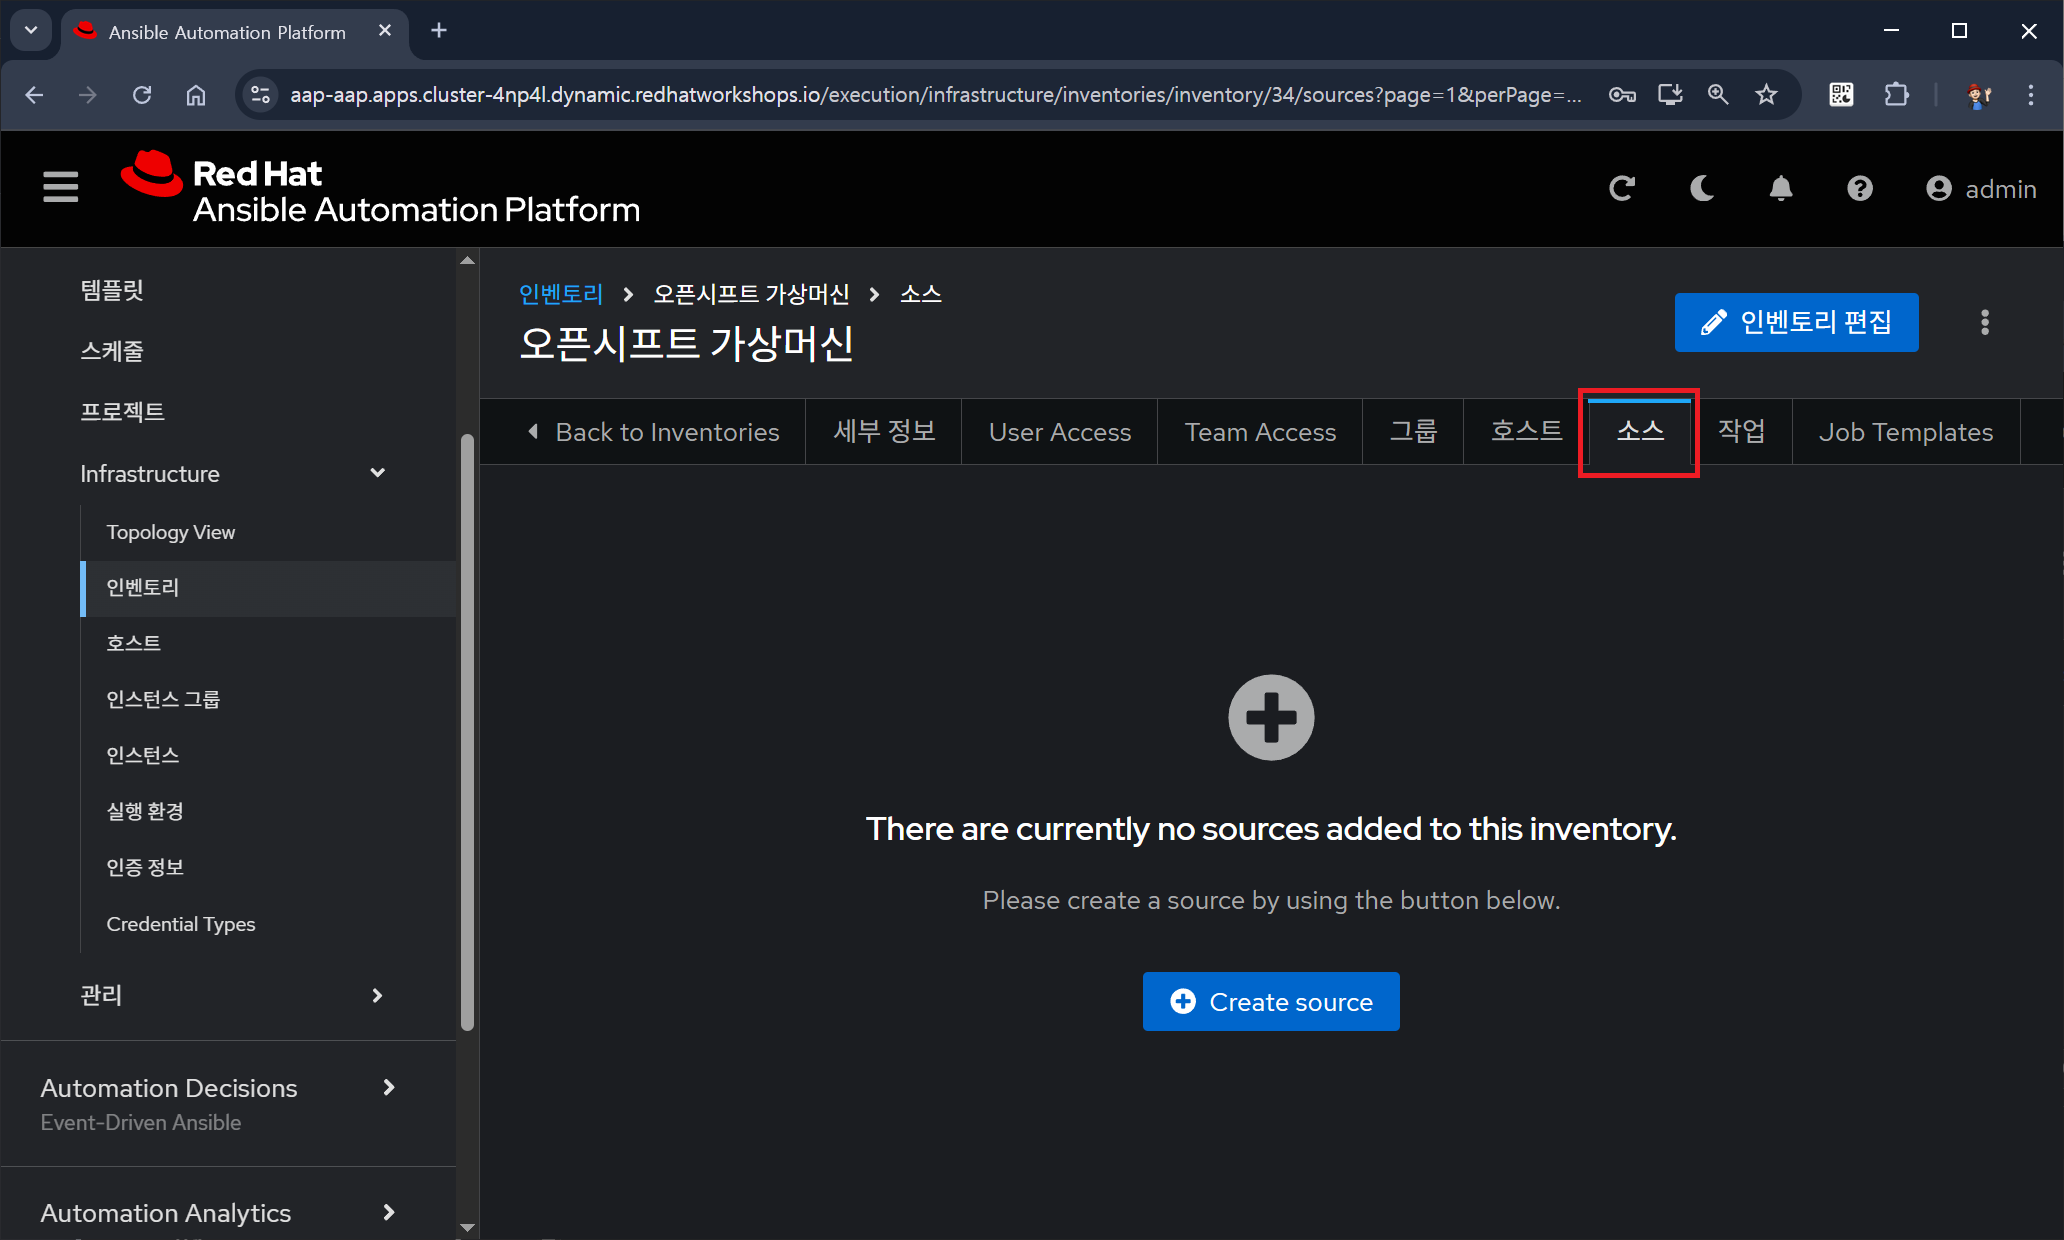 Ansible Automation Platform
aap-aap.apps.cluster-4np4l.dynamic.redhatworkshops.io/execution/infrastructure/inventories/inventory/34/sources?page=1&perPage=...
Red Hat
Ansible Automation Platform
admin
템플릿
스케줄
프로젝트
Infrastructure
Topology View
인벤토리
호스트
인스턴스 그룹
인스턴스
실행 환경
인증 정보
Credential Types
관리
Automation Decisions
Event-Driven Ansible
Automation Analytics
인벤토리 > 오픈시프트 가상머신 > 소스
오픈시프트 가상머신
인벤토리 편집
Back to Inventories
세부 정보
User Access
Team Access
그룹
호스트
소스
작업
Job Templates
There are currently no sources added to this inventory.
Please create a source by using the button below.
Create source